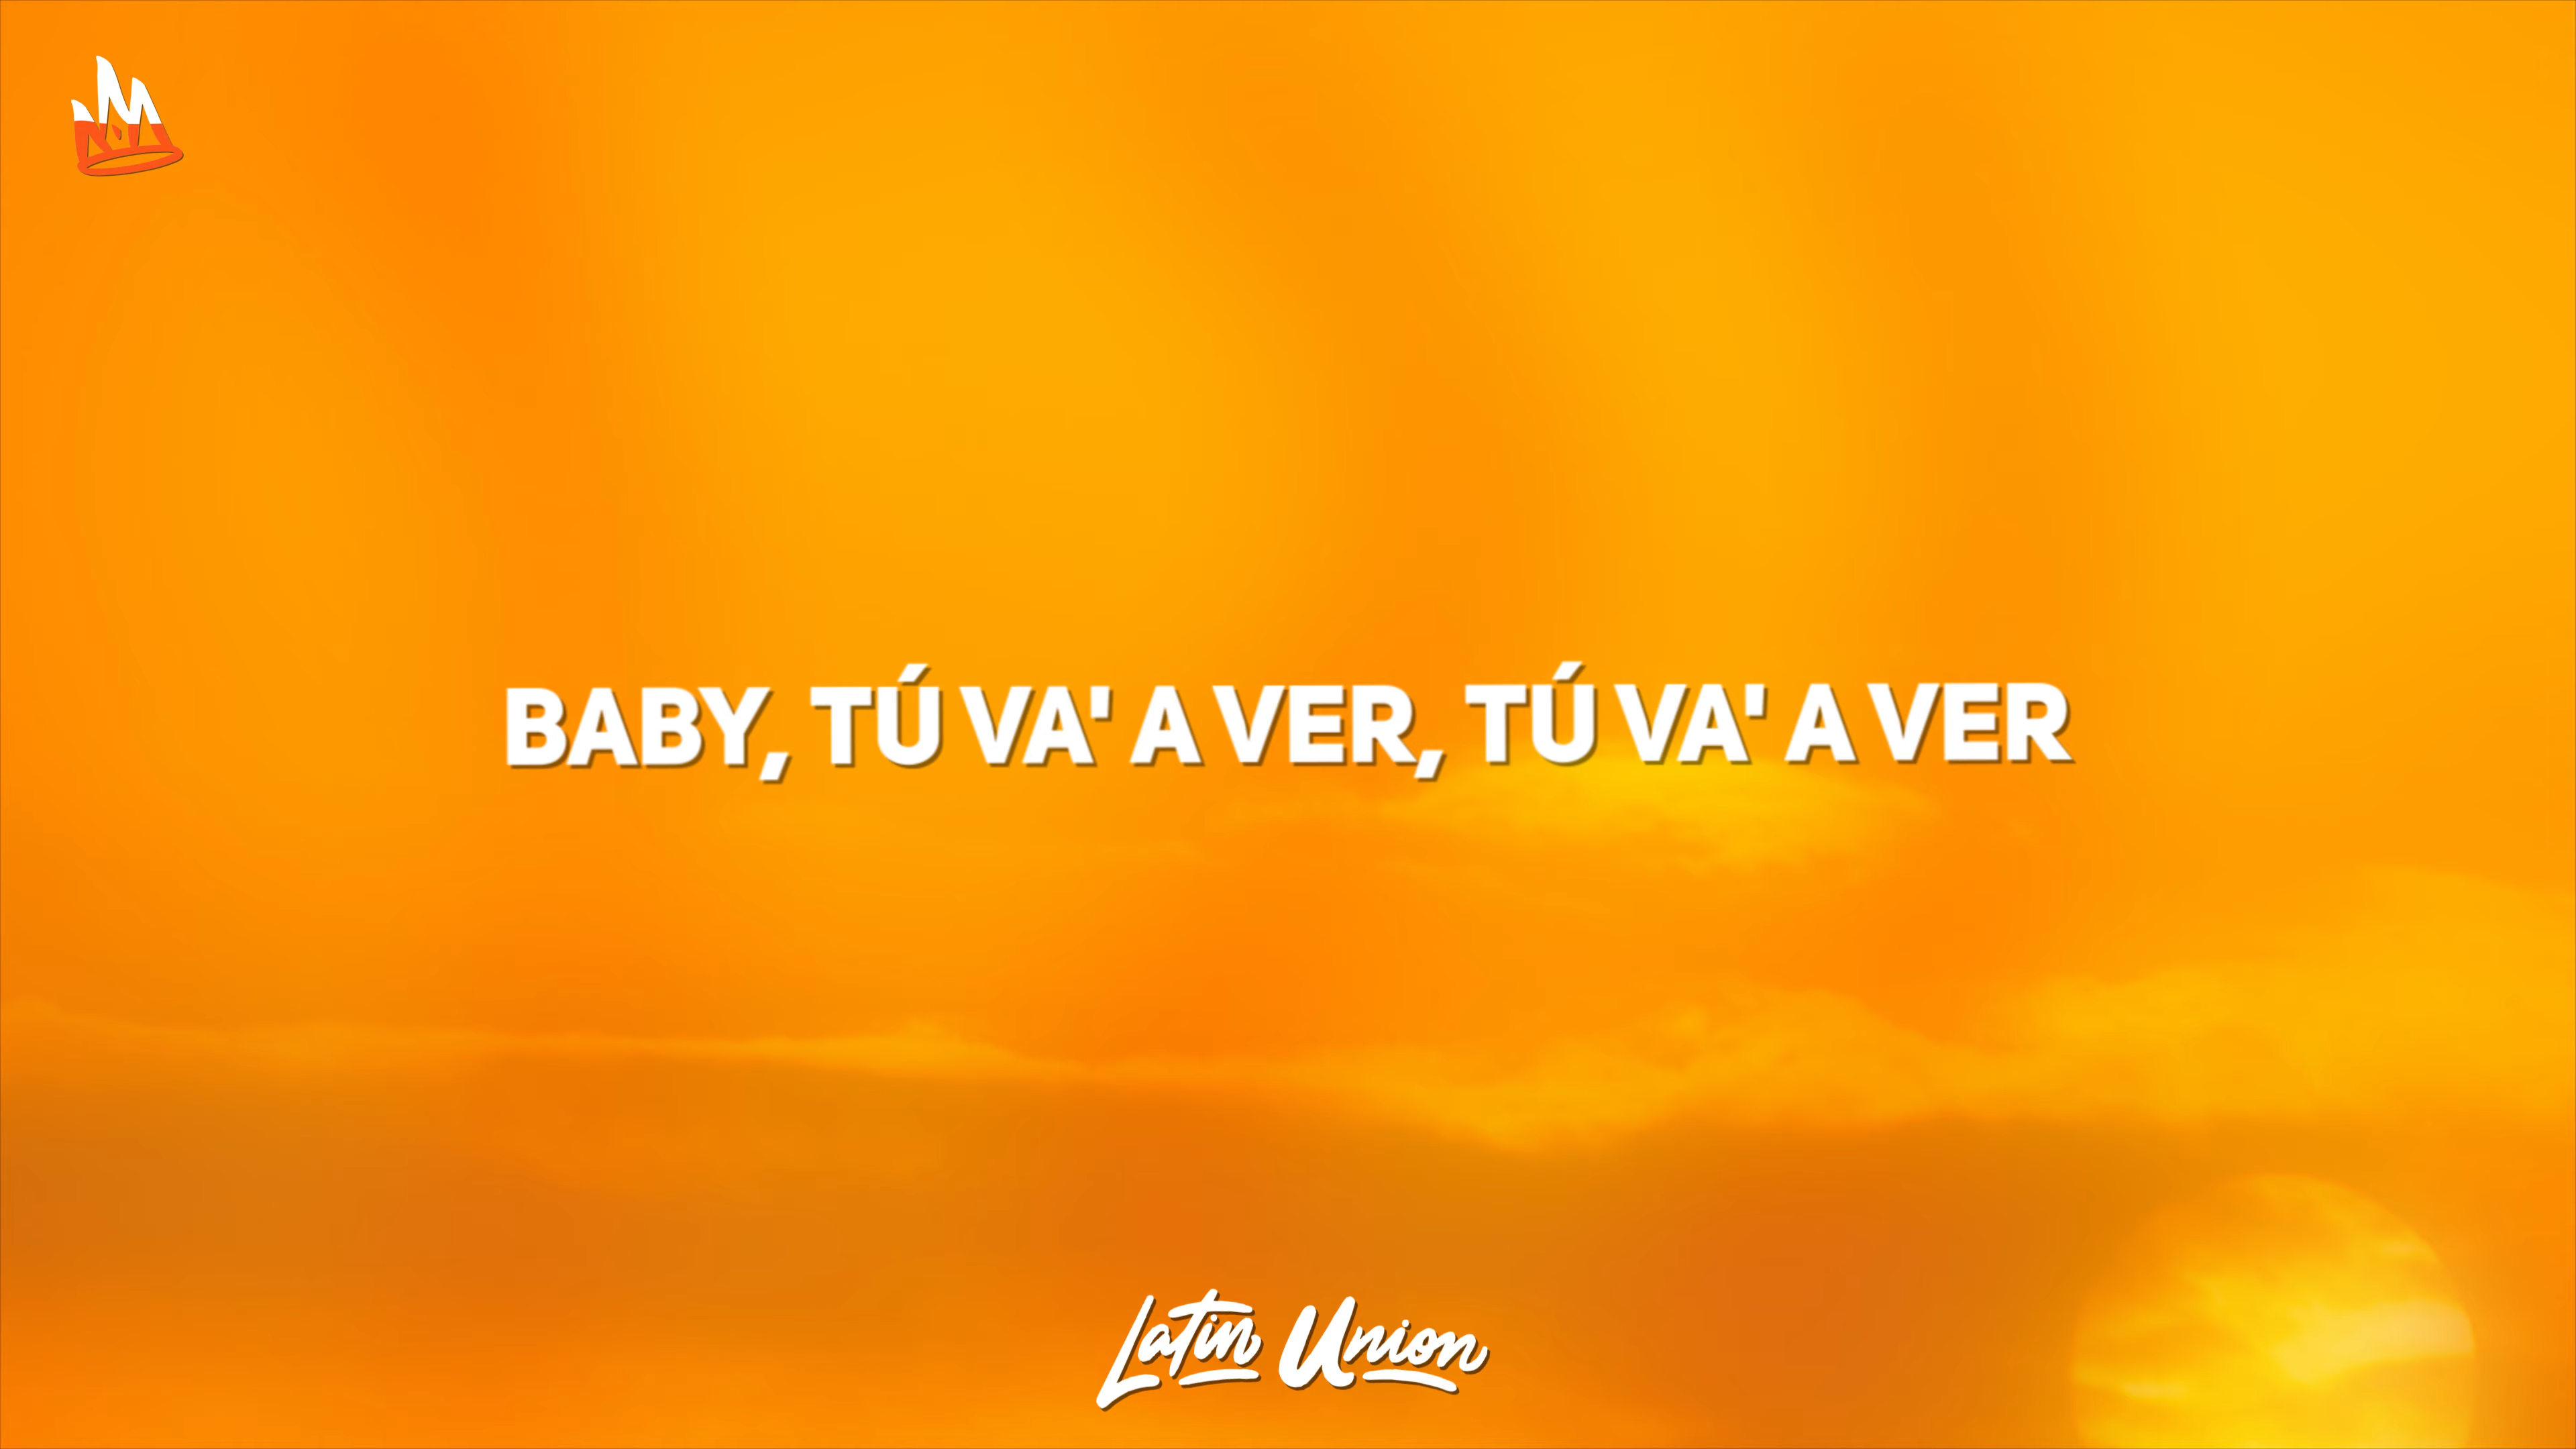 BABY, TÚ VA' A VER, TÚ VA' A VER
Latin Union